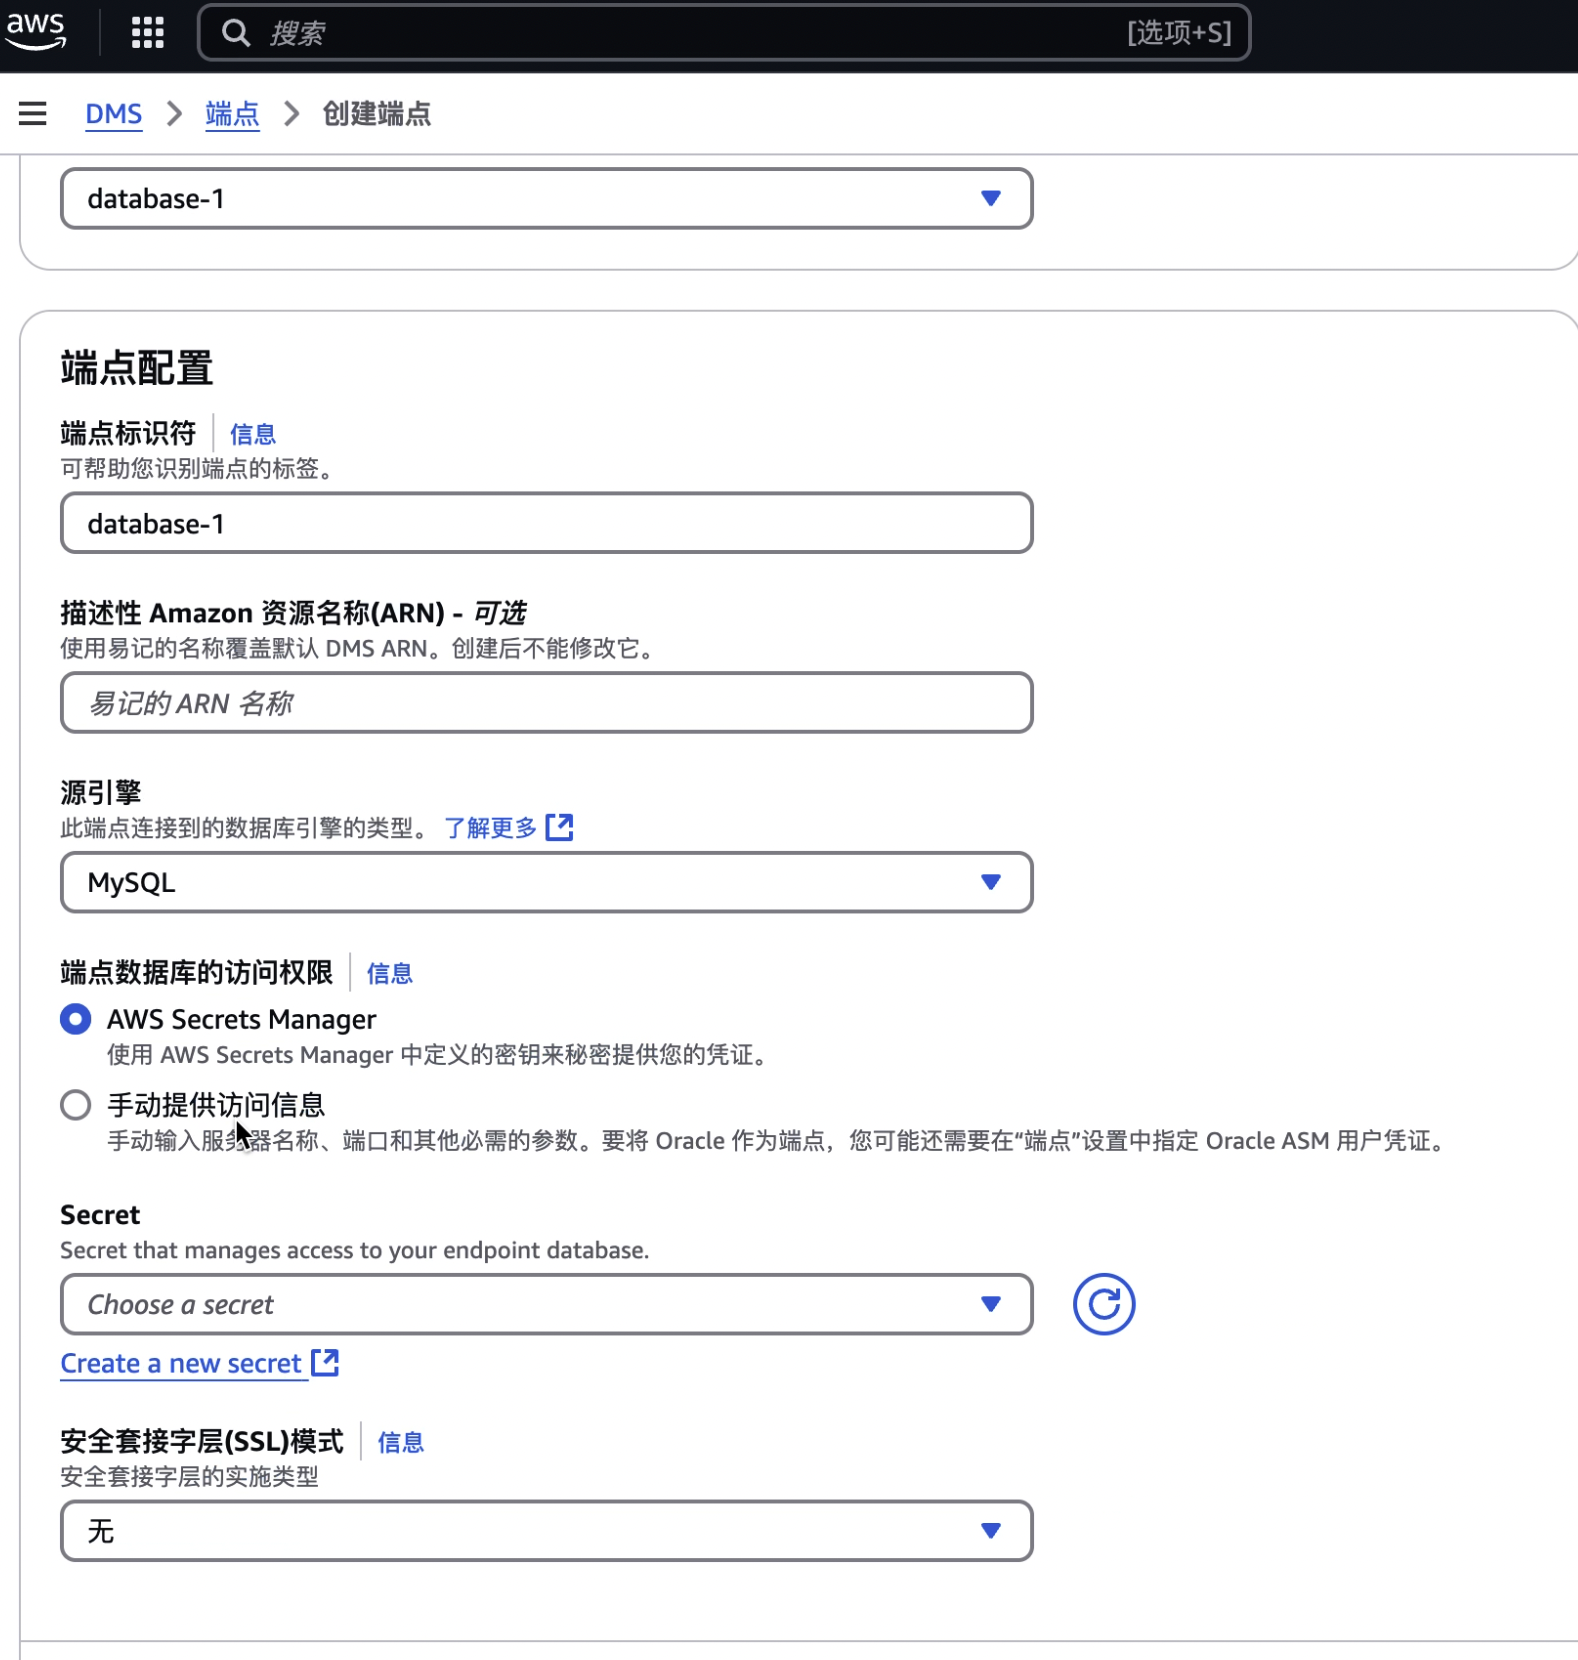 aws
搜索
[选项+S]
DMS > 端点 > 创建端点
database-1
端点配置
端点标识符 | 信息
可帮助您识别端点的标签。
database-1
描述性 Amazon 资源名称(ARN) - 可选
使用易记的名称覆盖默认 DMS ARN。创建后不能修改它。
易记的 ARN 名称
源引擎
此端点连接到的数据库引擎的类型。 了解更多
MySQL
端点数据库的访问权限 | 信息
AWS Secrets Manager
使用 AWS Secrets Manager 中定义的密钥来秘密提供您的凭证。
手动提供访问信息
手动输入服务器名称、端口和其他必需的参数。要将 Oracle 作为端点，您可能还需要在“端点”设置中指定 Oracle ASM 用户凭证。
Secret
Secret that manages access to your endpoint database.
Choose a secret
Create a new secret
安全套接字层(SSL)模式 | 信息
安全套接字层的实施类型
无